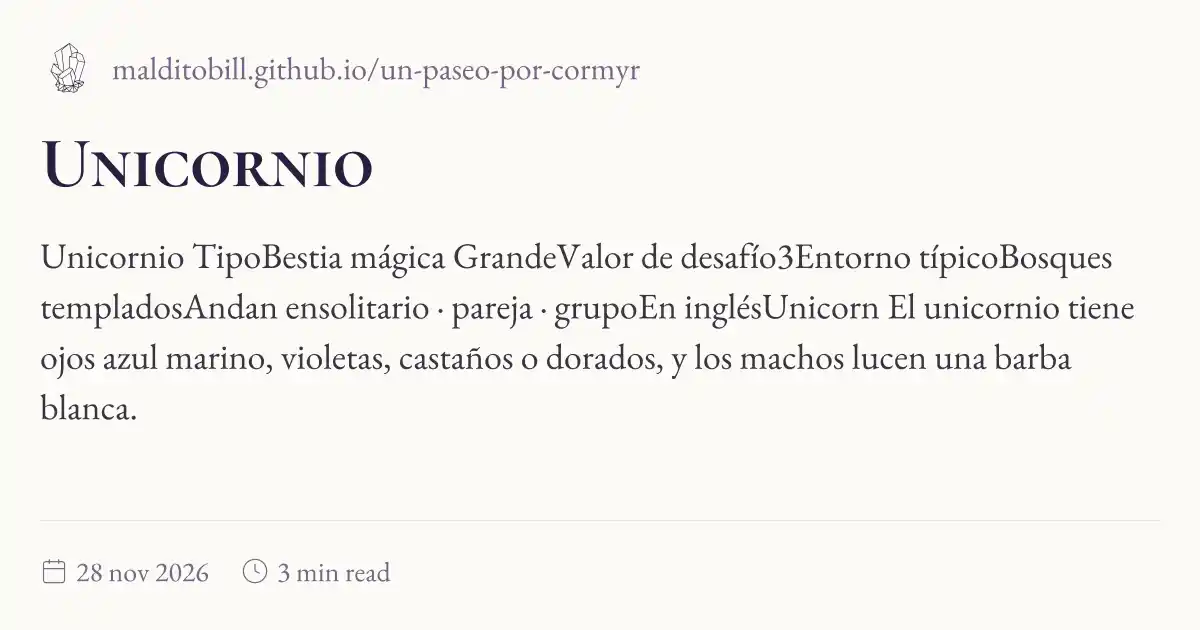 malditobill.github.io/un-paseo-por-cormyr
Unicornio
Unicornio TipoBestia mágica GrandeValor de desafío3Entorno típicoBosques
templadosAndan ensolitario · pareja · grupoEn inglésUnicorn El unicornio tiene
ojos azul marino, violetas, castaños o dorados, y los machos lucen una barba
blanca.
28 nov 2026 3 min read